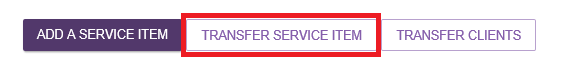 ADD A SERVICE ITEM TRANSFER SERVICE ITEM TRANSFER CLIENTS